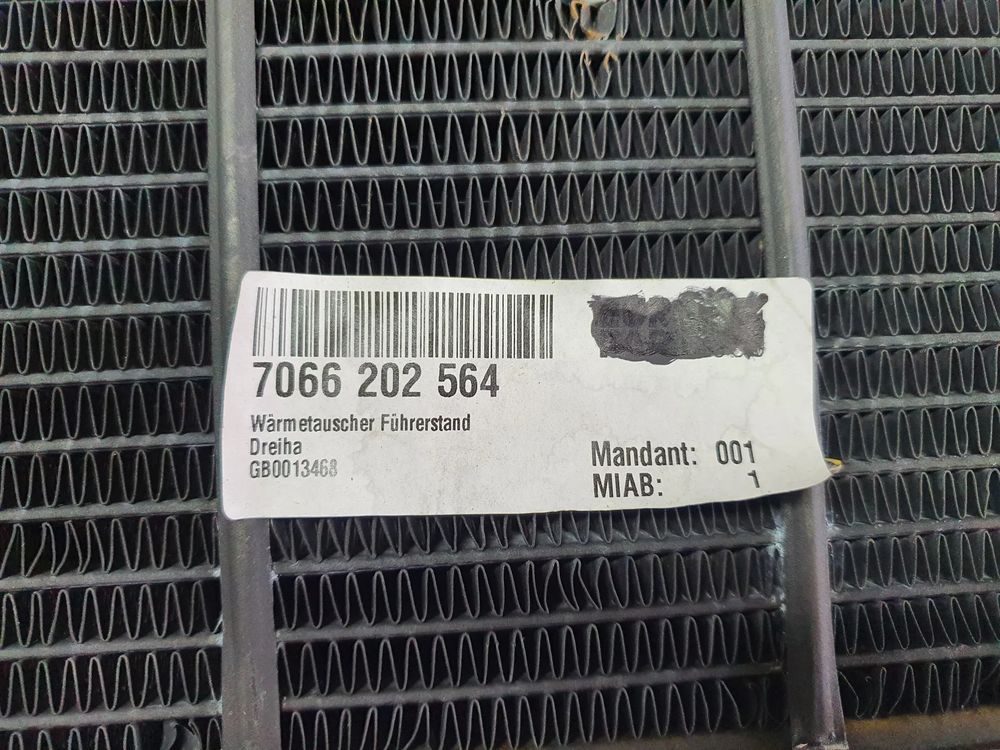 7066 202 564
Wärmetauscher Führerstand
Dreiha
GB0013468
Mandant: 001
MIAB: 1